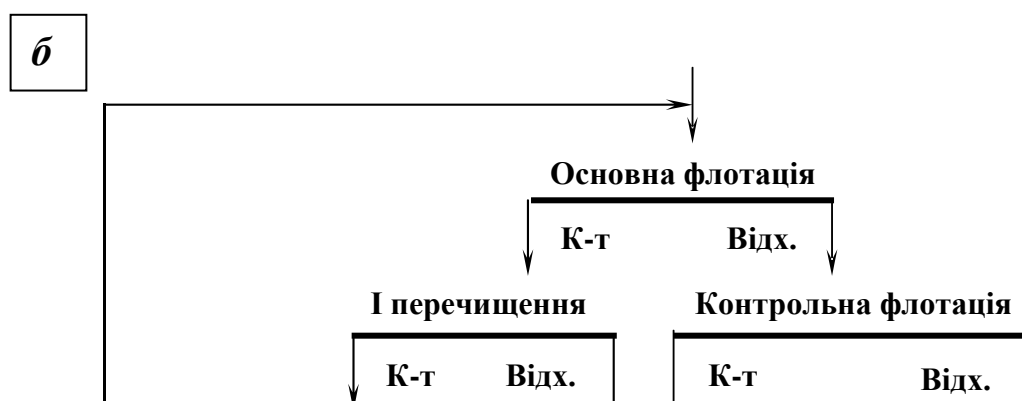 б
Основна флотація
К-т Відх.
І перечищення Контрольна флотація
К-т Відх. К-т Відх.